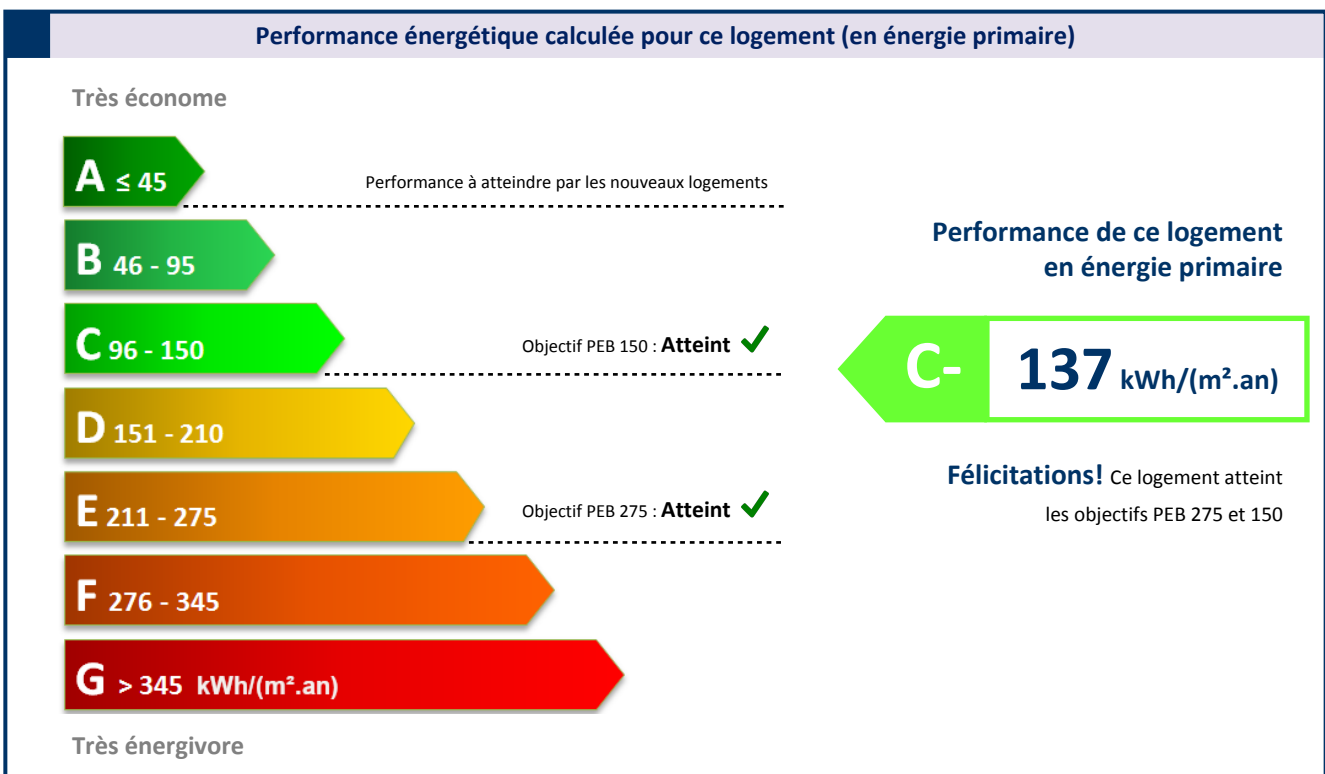 Performance énergétique calculée pour ce logement (en énergie primaire)
Très économe
A ≤ 45
Performance à atteindre par les nouveaux logements
B 46 - 95
C 96 - 150
Objectif PEB 150 : Atteint
D 151 - 210
E 211 - 275
Objectif PEB 275 : Atteint
F 276 - 345
G > 345 kWh/(m².an)
Très énergivore
Performance de ce logement
en énergie primaire
C- 137 kWh/(m².an)
Félicitations! Ce logement atteint
les objectifs PEB 275 et 150